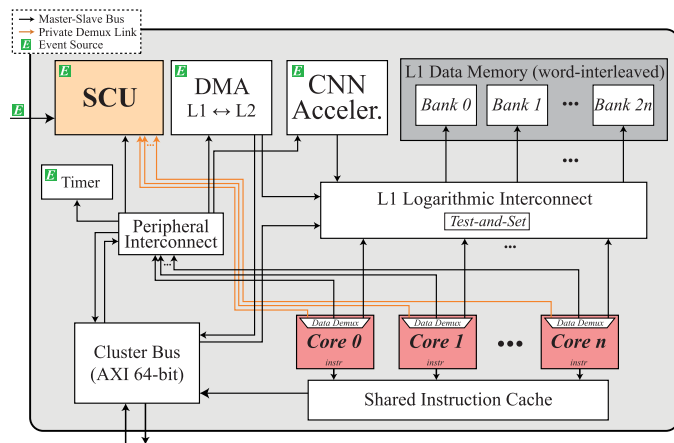 Master-Slave Bus
Private Demux Link
E Event Source
E
E
SCU
E
DMA
L1 ↔ L2
E
CNN
Acceler.
L1 Data Memory (word-interleaved)
Bank 0
Bank 1
•••
Bank 2n
...
E
Timer
Peripheral
Interconnect
...
L1 Logarithmic Interconnect
Test-and-Set
•••
...
Cluster Bus
(AXI 64-bit)
Data Demux
Core 0
instr
Data Demux
Core 1
instr
•••
Data Demux
Core n
instr
Shared Instruction Cache